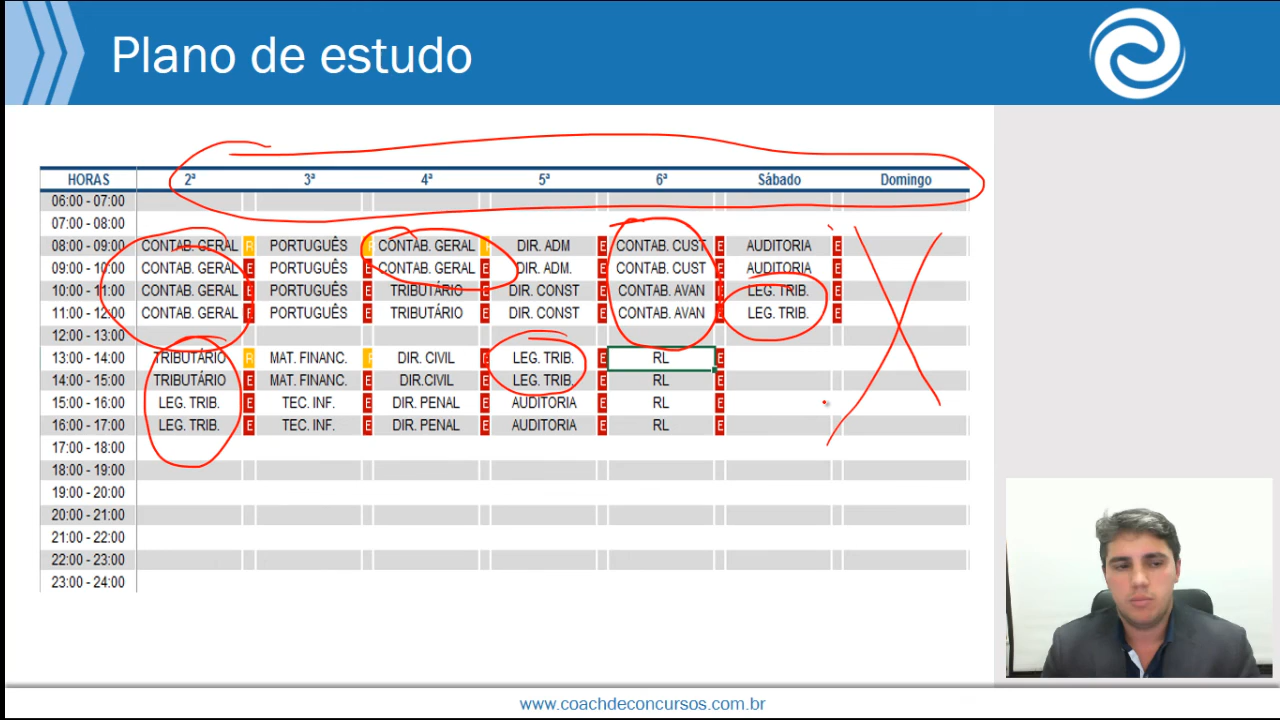 Plano de estudo
HORAS 2ª 3ª 4ª 5ª 6ª Sábado Domingo
06:00 - 07:00
07:00 - 08:00
08:00 - 09:00 CONTAB. GERAL R PORTUGUÊS R CONTAB. GERAL R DIR. ADM E CONTAB. CUST E AUDITORIA E
09:00 - 10:00 CONTAB. GERAL E PORTUGUÊS E CONTAB. GERAL E DIR. ADM. E CONTAB. CUST E AUDITORIA E
10:00 - 11:00 CONTAB. GERAL E PORTUGUÊS E TRIBUTÁRIO E DIR. CONST E CONTAB. AVAN E LEG. TRIB. E
11:00 - 12:00 CONTAB. GERAL E PORTUGUÊS E TRIBUTÁRIO E DIR. CONST E CONTAB. AVAN E LEG. TRIB. E
12:00 - 13:00
13:00 - 14:00 TRIBUTÁRIO R MAT. FINANC. R DIR. CIVIL E LEG. TRIB. E RL E
14:00 - 15:00 TRIBUTÁRIO E MAT. FINANC. E DIR.CIVIL E LEG. TRIB. E RL E
15:00 - 16:00 LEG. TRIB. E TEC. INF. E DIR. PENAL E AUDITORIA E RL E
16:00 - 17:00 LEG. TRIB. E TEC. INF. E DIR. PENAL E AUDITORIA E RL E
17:00 - 18:00
18:00 - 19:00
19:00 - 20:00
20:00 - 21:00
21:00 - 22:00
22:00 - 23:00
23:00 - 24:00
www.coachdeconcursos.com.br